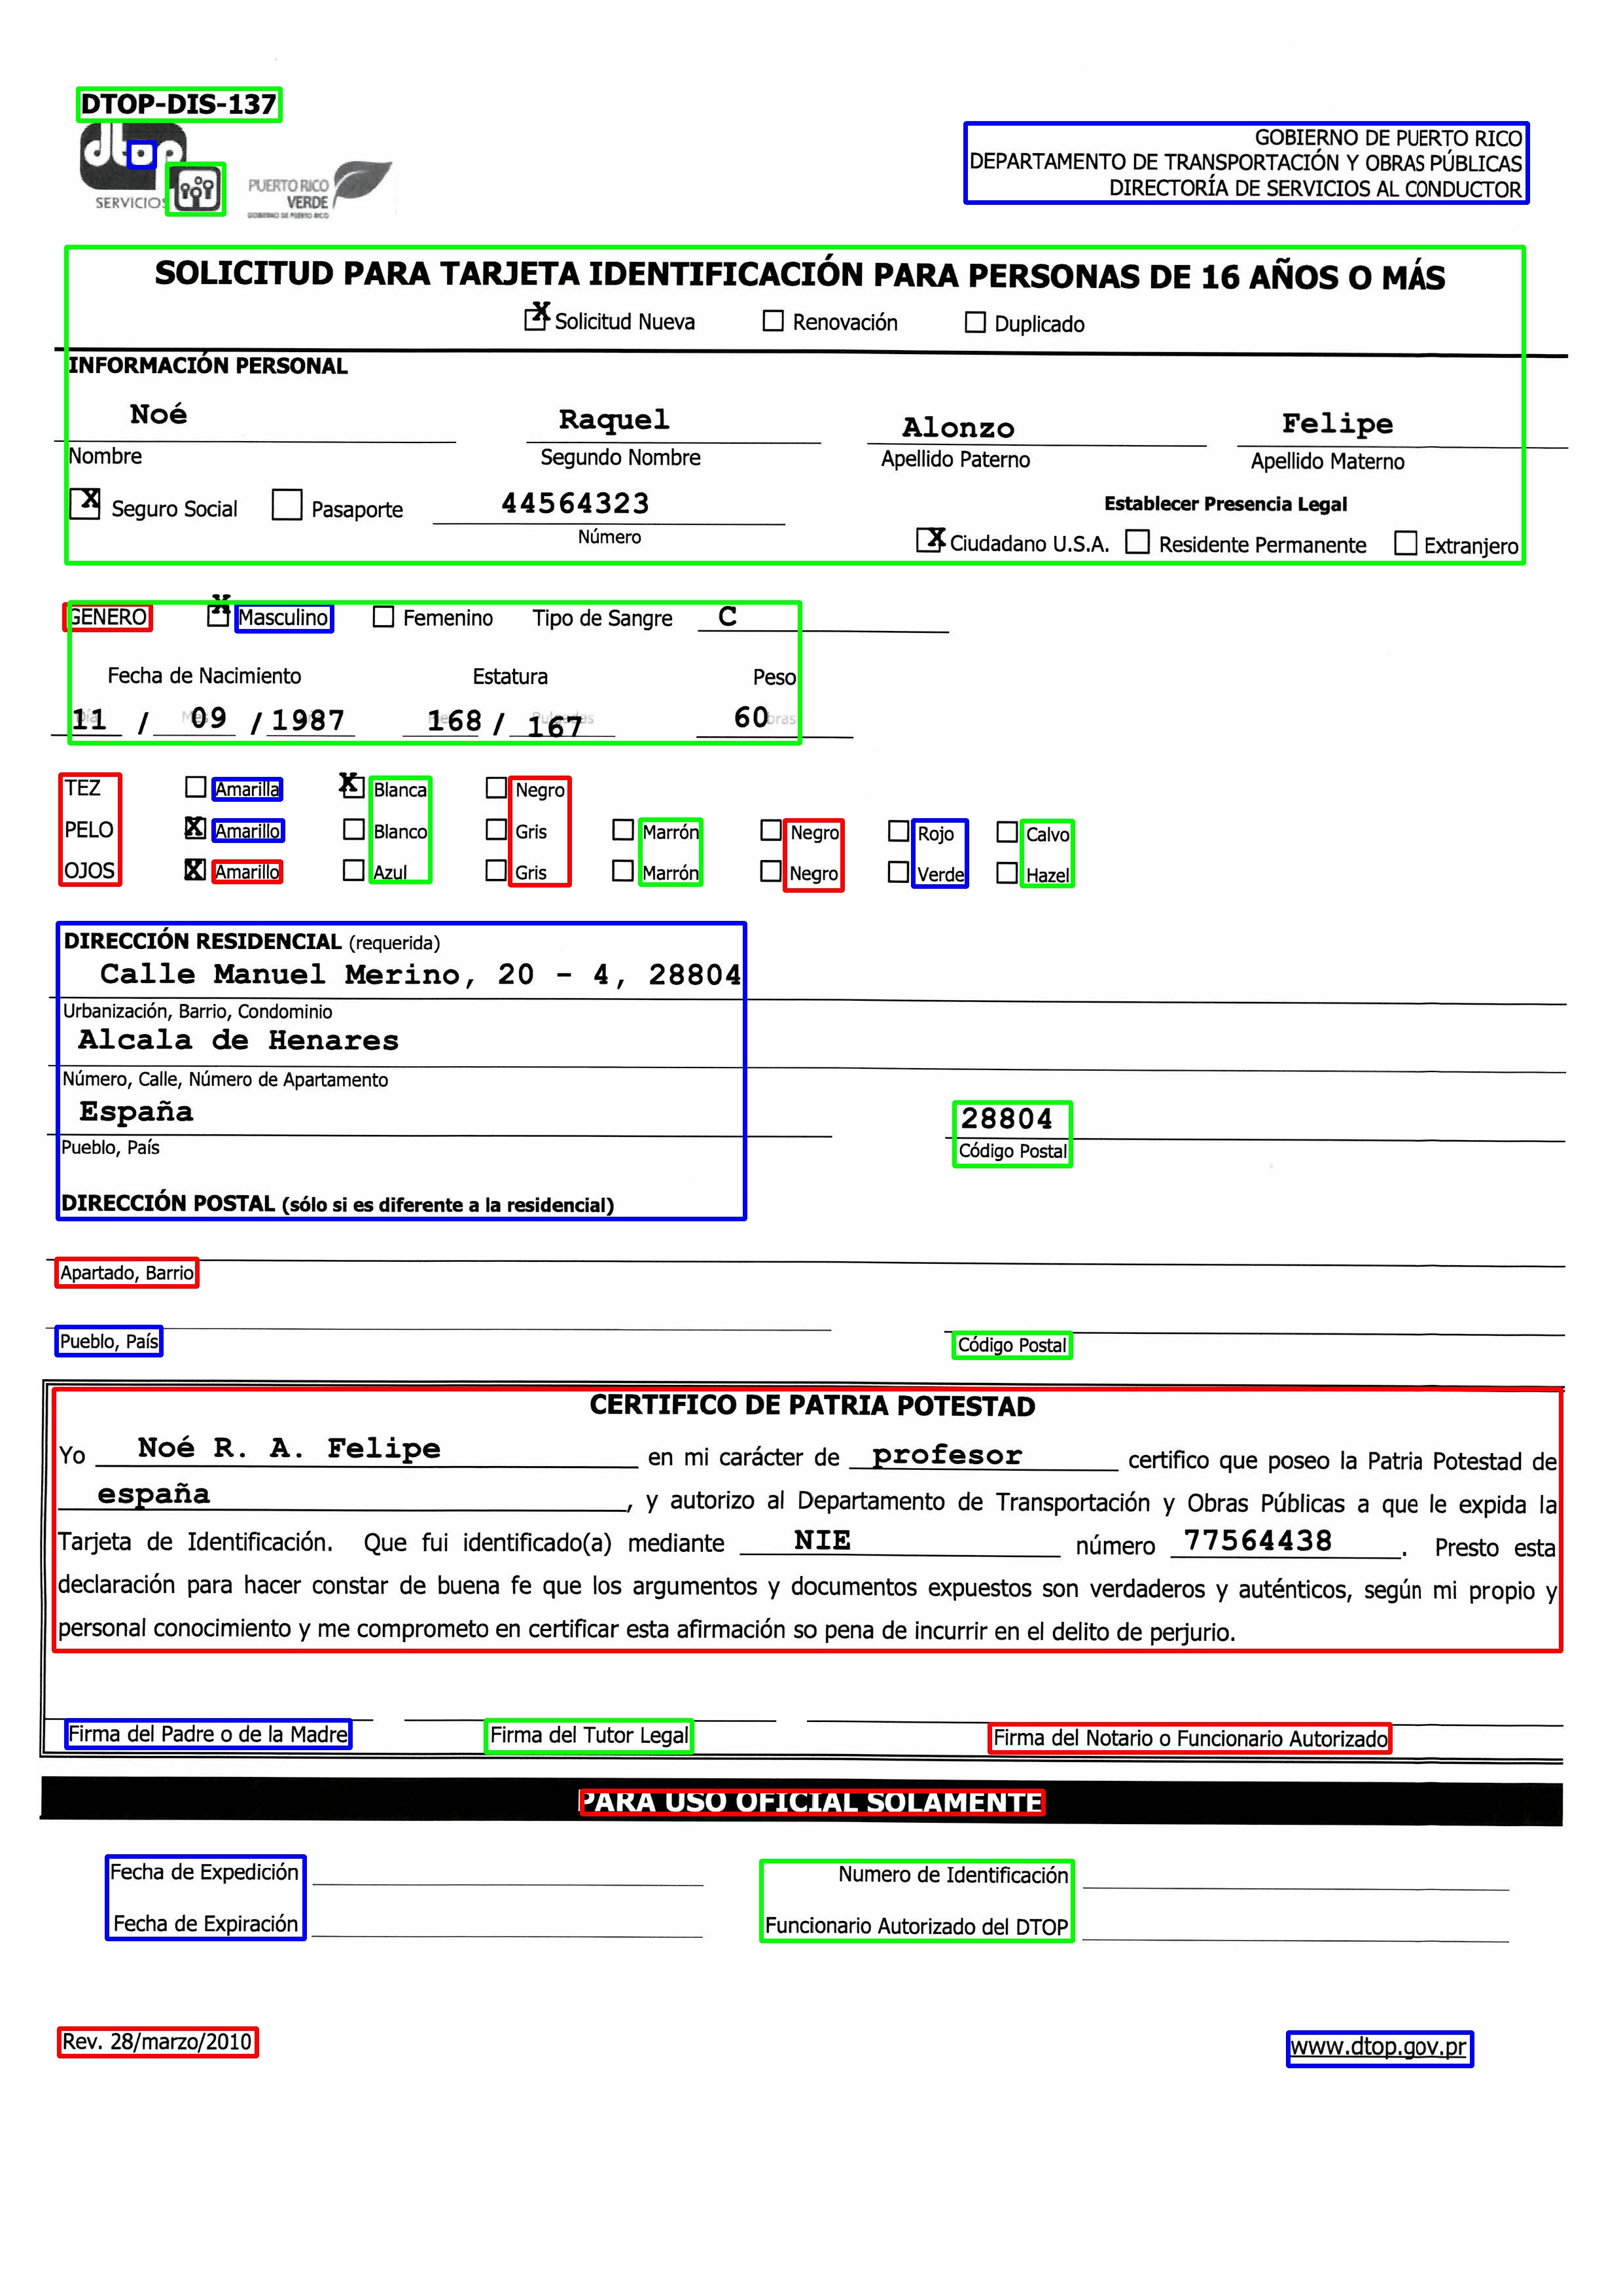 DTOP-DIS-137
dtop
SERVICIOS
PUERTO RICO
VERDE
GOBIERNO DE PUERTO RICO
GOBIERNO DE PUERTO RICO
DEPARTAMENTO DE TRANSPORTACIÓN Y OBRAS PÚBLICAS
DIRECTORÍA DE SERVICIOS AL CONDUCTOR
SOLICITUD PARA TARJETA IDENTIFICACIÓN PARA PERSONAS DE 16 AÑOS O MÁS
X Solicitud Nueva Renovación Duplicado
INFORMACIÓN PERSONAL
Noé Raquel Alonzo Felipe
Nombre Segundo Nombre Apellido Paterno Apellido Materno
X Seguro Social Pasaporte 44564323 Establecer Presencia Legal
Número X Ciudadano U.S.A. Residente Permanente Extranjero
GENERO X Masculino Femenino Tipo de Sangre C
Fecha de Nacimiento Estatura Peso
11 / 09 / 1987 168 / 167 60
TEZ Amarilla X Blanca Negro
PELO X Amarillo Blanco Gris Marrón Negro Rojo Calvo
OJOS X Amarillo Azul Gris Marrón Negro Verde Hazel
DIRECCIÓN RESIDENCIAL (requerida)
Calle Manuel Merino, 20 - 4, 28804
Urbanización, Barrio, Condominio
Alcala de Henares
Número, Calle, Número de Apartamento
España 28804
Pueblo, País Código Postal
DIRECCIÓN POSTAL (sólo si es diferente a la residencial)
Apartado, Barrio
Pueblo, País Código Postal
CERTIFICO DE PATRIA POTESTAD
Yo Noé R. A. Felipe en mi carácter de profesor certifico que poseo la Patria Potestad de
españa, y autorizo al Departamento de Transportación y Obras Públicas a que le expida la
Tarjeta de Identificación. Que fui identificado(a) mediante NIE número 77564438. Presto esta
declaración para hacer constar de buena fe que los argumentos y documentos expuestos son verdaderos y auténticos, según mi propio y
personal conocimiento y me comprometo en certificar esta afirmación so pena de incurrir en el delito de perjurio.
Firma del Padre o de la Madre Firma del Tutor Legal Firma del Notario o Funcionario Autorizado
PARA USO OFICIAL SOLAMENTE
Fecha de Expedición Numero de Identificación
Fecha de Expiración Funcionario Autorizado del DTOP
Rev. 28/marzo/2010 www.dtop.gov.pr